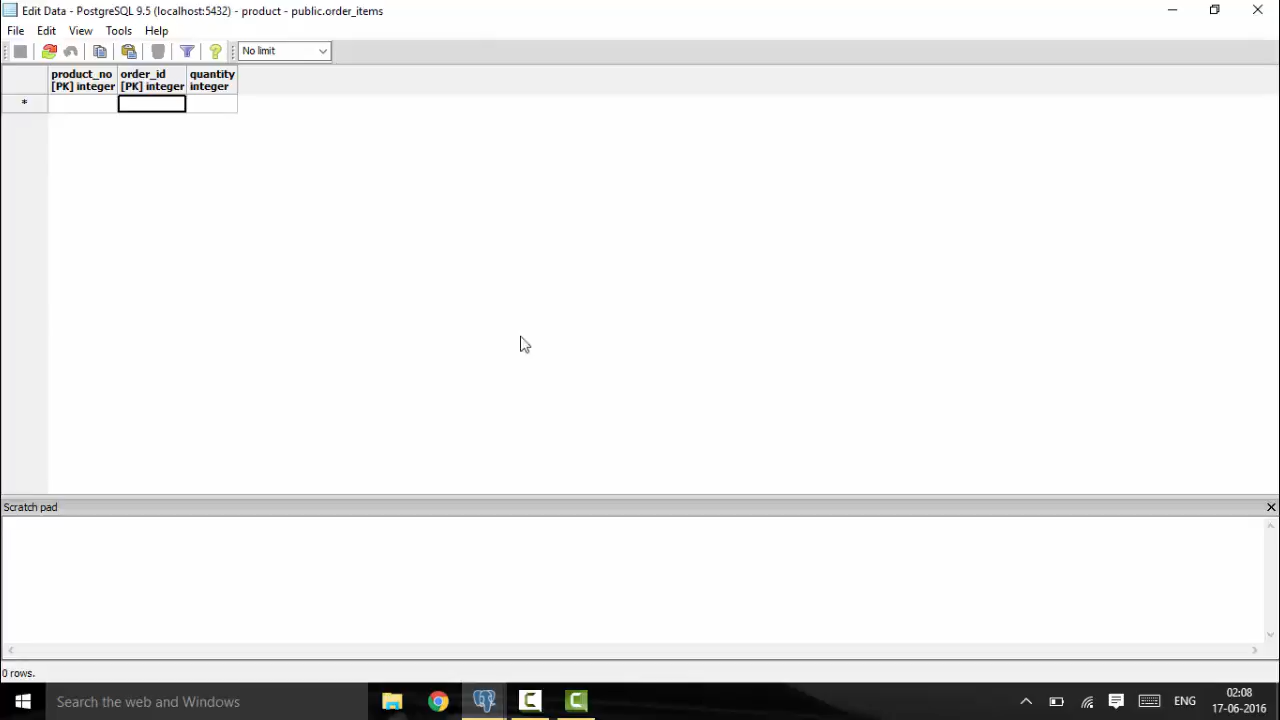 Edit Data - PostgreSQL 9.5 (localhost:5432) - product - public.order_items
File Edit View Tools Help
No limit
product_no order_id quantity
[PK] integer [PK] integer integer
*
Scratch pad
0 rows.
Search the web and Windows
ENG
02:08
17-06-2016